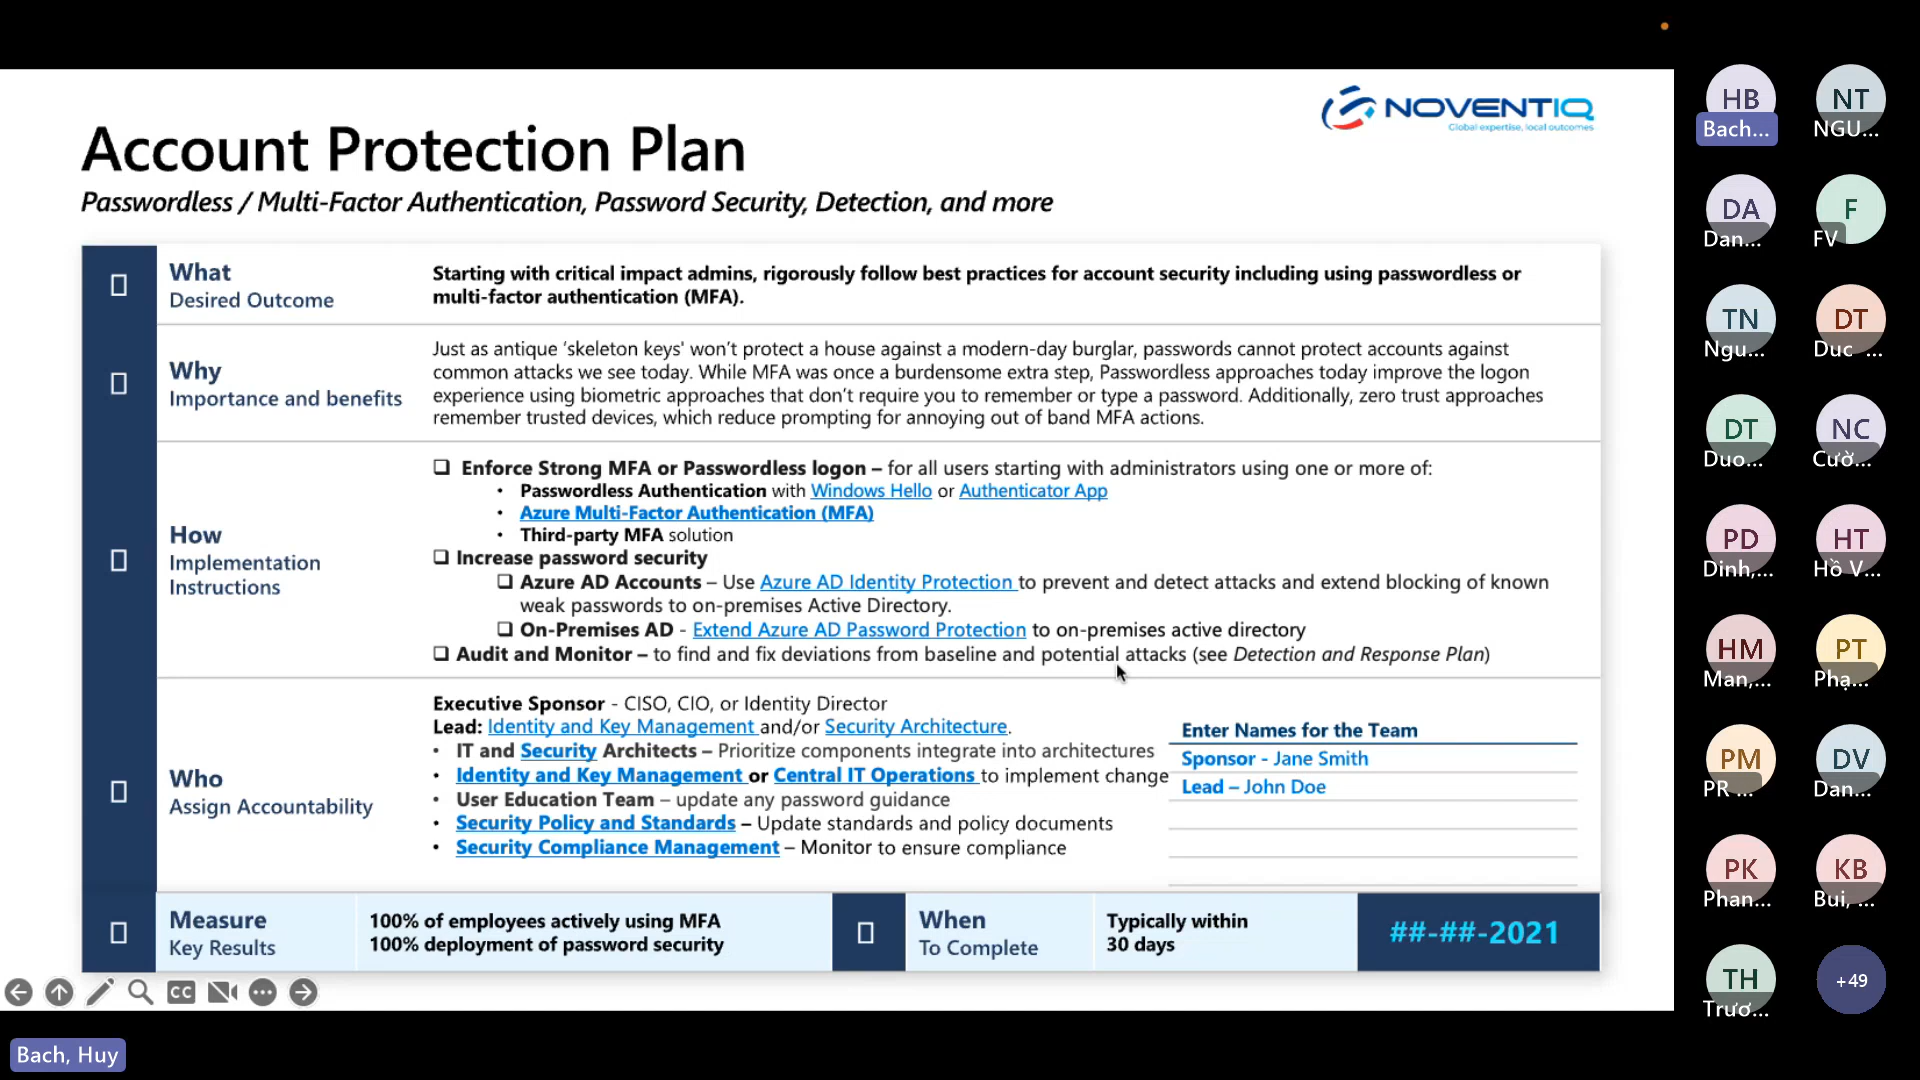 NOVENTIQ
Global expertise, local outcomes
Account Protection Plan
Passwordless / Multi-Factor Authentication, Password Security, Detection, and more
What
Desired Outcome
Starting with critical impact admins, rigorously follow best practices for account security including using passwordless or
multi-factor authentication (MFA).
Why
Importance and benefits
Just as antique ‘skeleton keys' won’t protect a house against a modern-day burglar, passwords cannot protect accounts against
common attacks we see today. While MFA was once a burdensome extra step, Passwordless approaches today improve the logon
experience using biometric approaches that don’t require you to remember or type a password. Additionally, zero trust approaches
remember trusted devices, which reduce prompting for annoying out of band MFA actions.
How
Implementation
Instructions
❑ Enforce Strong MFA or Passwordless logon – for all users starting with administrators using one or more of:
• Passwordless Authentication with Windows Hello or Authenticator App
• Azure Multi-Factor Authentication (MFA)
• Third-party MFA solution
❑ Increase password security
❑ Azure AD Accounts – Use Azure AD Identity Protection to prevent and detect attacks and extend blocking of known
weak passwords to on-premises Active Directory.
❑ On-Premises AD - Extend Azure AD Password Protection to on-premises active directory
❑ Audit and Monitor – to find and fix deviations from baseline and potential attacks (see Detection and Response Plan)
Who
Assign Accountability
Executive Sponsor - CISO, CIO, or Identity Director
Lead: Identity and Key Management and/or Security Architecture.
• IT and Security Architects – Prioritize components integrate into architectures
• Identity and Key Management or Central IT Operations to implement change
• User Education Team – update any password guidance
• Security Policy and Standards – Update standards and policy documents
• Security Compliance Management – Monitor to ensure compliance
Enter Names for the Team
Sponsor - Jane Smith
Lead – John Doe
Measure
Key Results
100% of employees actively using MFA
100% deployment of password security
When
To Complete
Typically within
30 days
##-##-2021
CC
Bach, Huy
HB
Bach...
NT
NGU...
DA
Dan...
F
FV
TN
Ngu...
DT
Duc ...
DT
Duo...
NC
Cườ...
PD
Dinh,...
HT
Hồ V...
HM
Man,...
PT
Phạ...
PM
PR ...
DV
Dan...
PK
Phan...
KB
Bui, ...
TH
Trươ...
+49